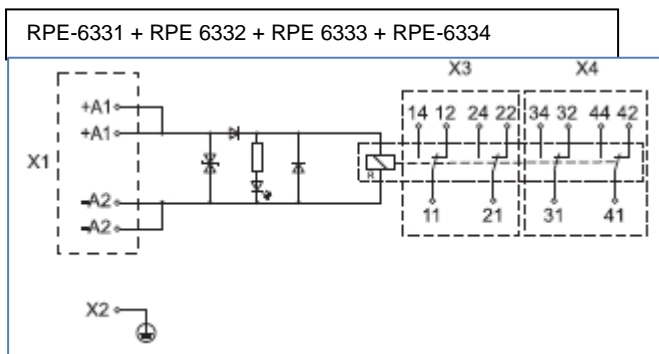 RPE-6331 + RPE 6332 + RPE 6333 + RPE-6334
X3 X4
+A1 14 12 24 22 34 32 44 42
+A1
X1
R
-A2
-A2
11 21 31 41
X2